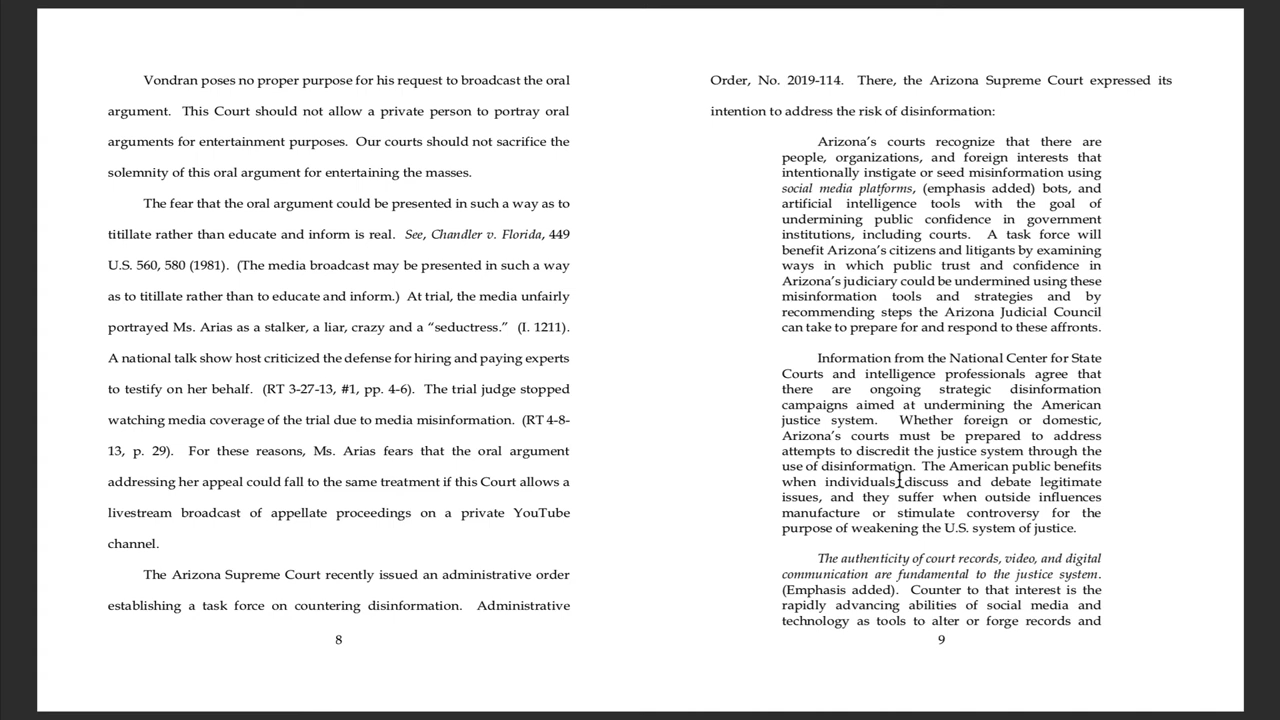 Vondran poses no proper purpose for his request to broadcast the oral
argument. This Court should not allow a private person to portray oral
arguments for entertainment purposes. Our courts should not sacrifice the
solemnity of this oral argument for entertaining the masses.
The fear that the oral argument could be presented in such a way as to
titillate rather than educate and inform is real. See, Chandler v. Florida, 449
U.S. 560, 580 (1981). (The media broadcast may be presented in such a way
as to titillate rather than to educate and inform.) At trial, the media unfairly
portrayed Ms. Arias as a stalker, a liar, crazy and a “seductress.” (I. 1211).
A national talk show host criticized the defense for hiring and paying experts
to testify on her behalf. (RT 3-27-13, #1, pp. 4-6). The trial judge stopped
watching media coverage of the trial due to media misinformation. (RT 4-8-
13, p. 29). For these reasons, Ms. Arias fears that the oral argument
addressing her appeal could fall to the same treatment if this Court allows a
livestream broadcast of appellate proceedings on a private YouTube
channel.
The Arizona Supreme Court recently issued an administrative order
establishing a task force on countering disinformation. Administrative
8
Order, No. 2019-114. There, the Arizona Supreme Court expressed its
intention to address the risk of disinformation:
Arizona’s courts recognize that there are
people, organizations, and foreign interests that
intentionally instigate or seed misinformation using
social media platforms, (emphasis added) bots, and
artificial intelligence tools with the goal of
undermining public confidence in government
institutions, including courts. A task force will
benefit Arizona’s citizens and litigants by examining
ways in which public trust and confidence in
Arizona’s judiciary could be undermined using these
misinformation tools and strategies and by
recommending steps the Arizona Judicial Council
can take to prepare for and respond to these affronts.
Information from the National Center for State
Courts and intelligence professionals agree that
there are ongoing strategic disinformation
campaigns aimed at undermining the American
justice system. Whether foreign or domestic,
Arizona’s courts must be prepared to address
attempts to discredit the justice system through the
use of disinformation. The American public benefits
when individuals discuss and debate legitimate
issues, and they suffer when outside influences
manufacture or stimulate controversy for the
purpose of weakening the U.S. system of justice.
The authenticity of court records, video, and digital
communication are fundamental to the justice system.
(Emphasis added). Counter to that interest is the
rapidly advancing abilities of social media and
technology as tools to alter or forge records and
9